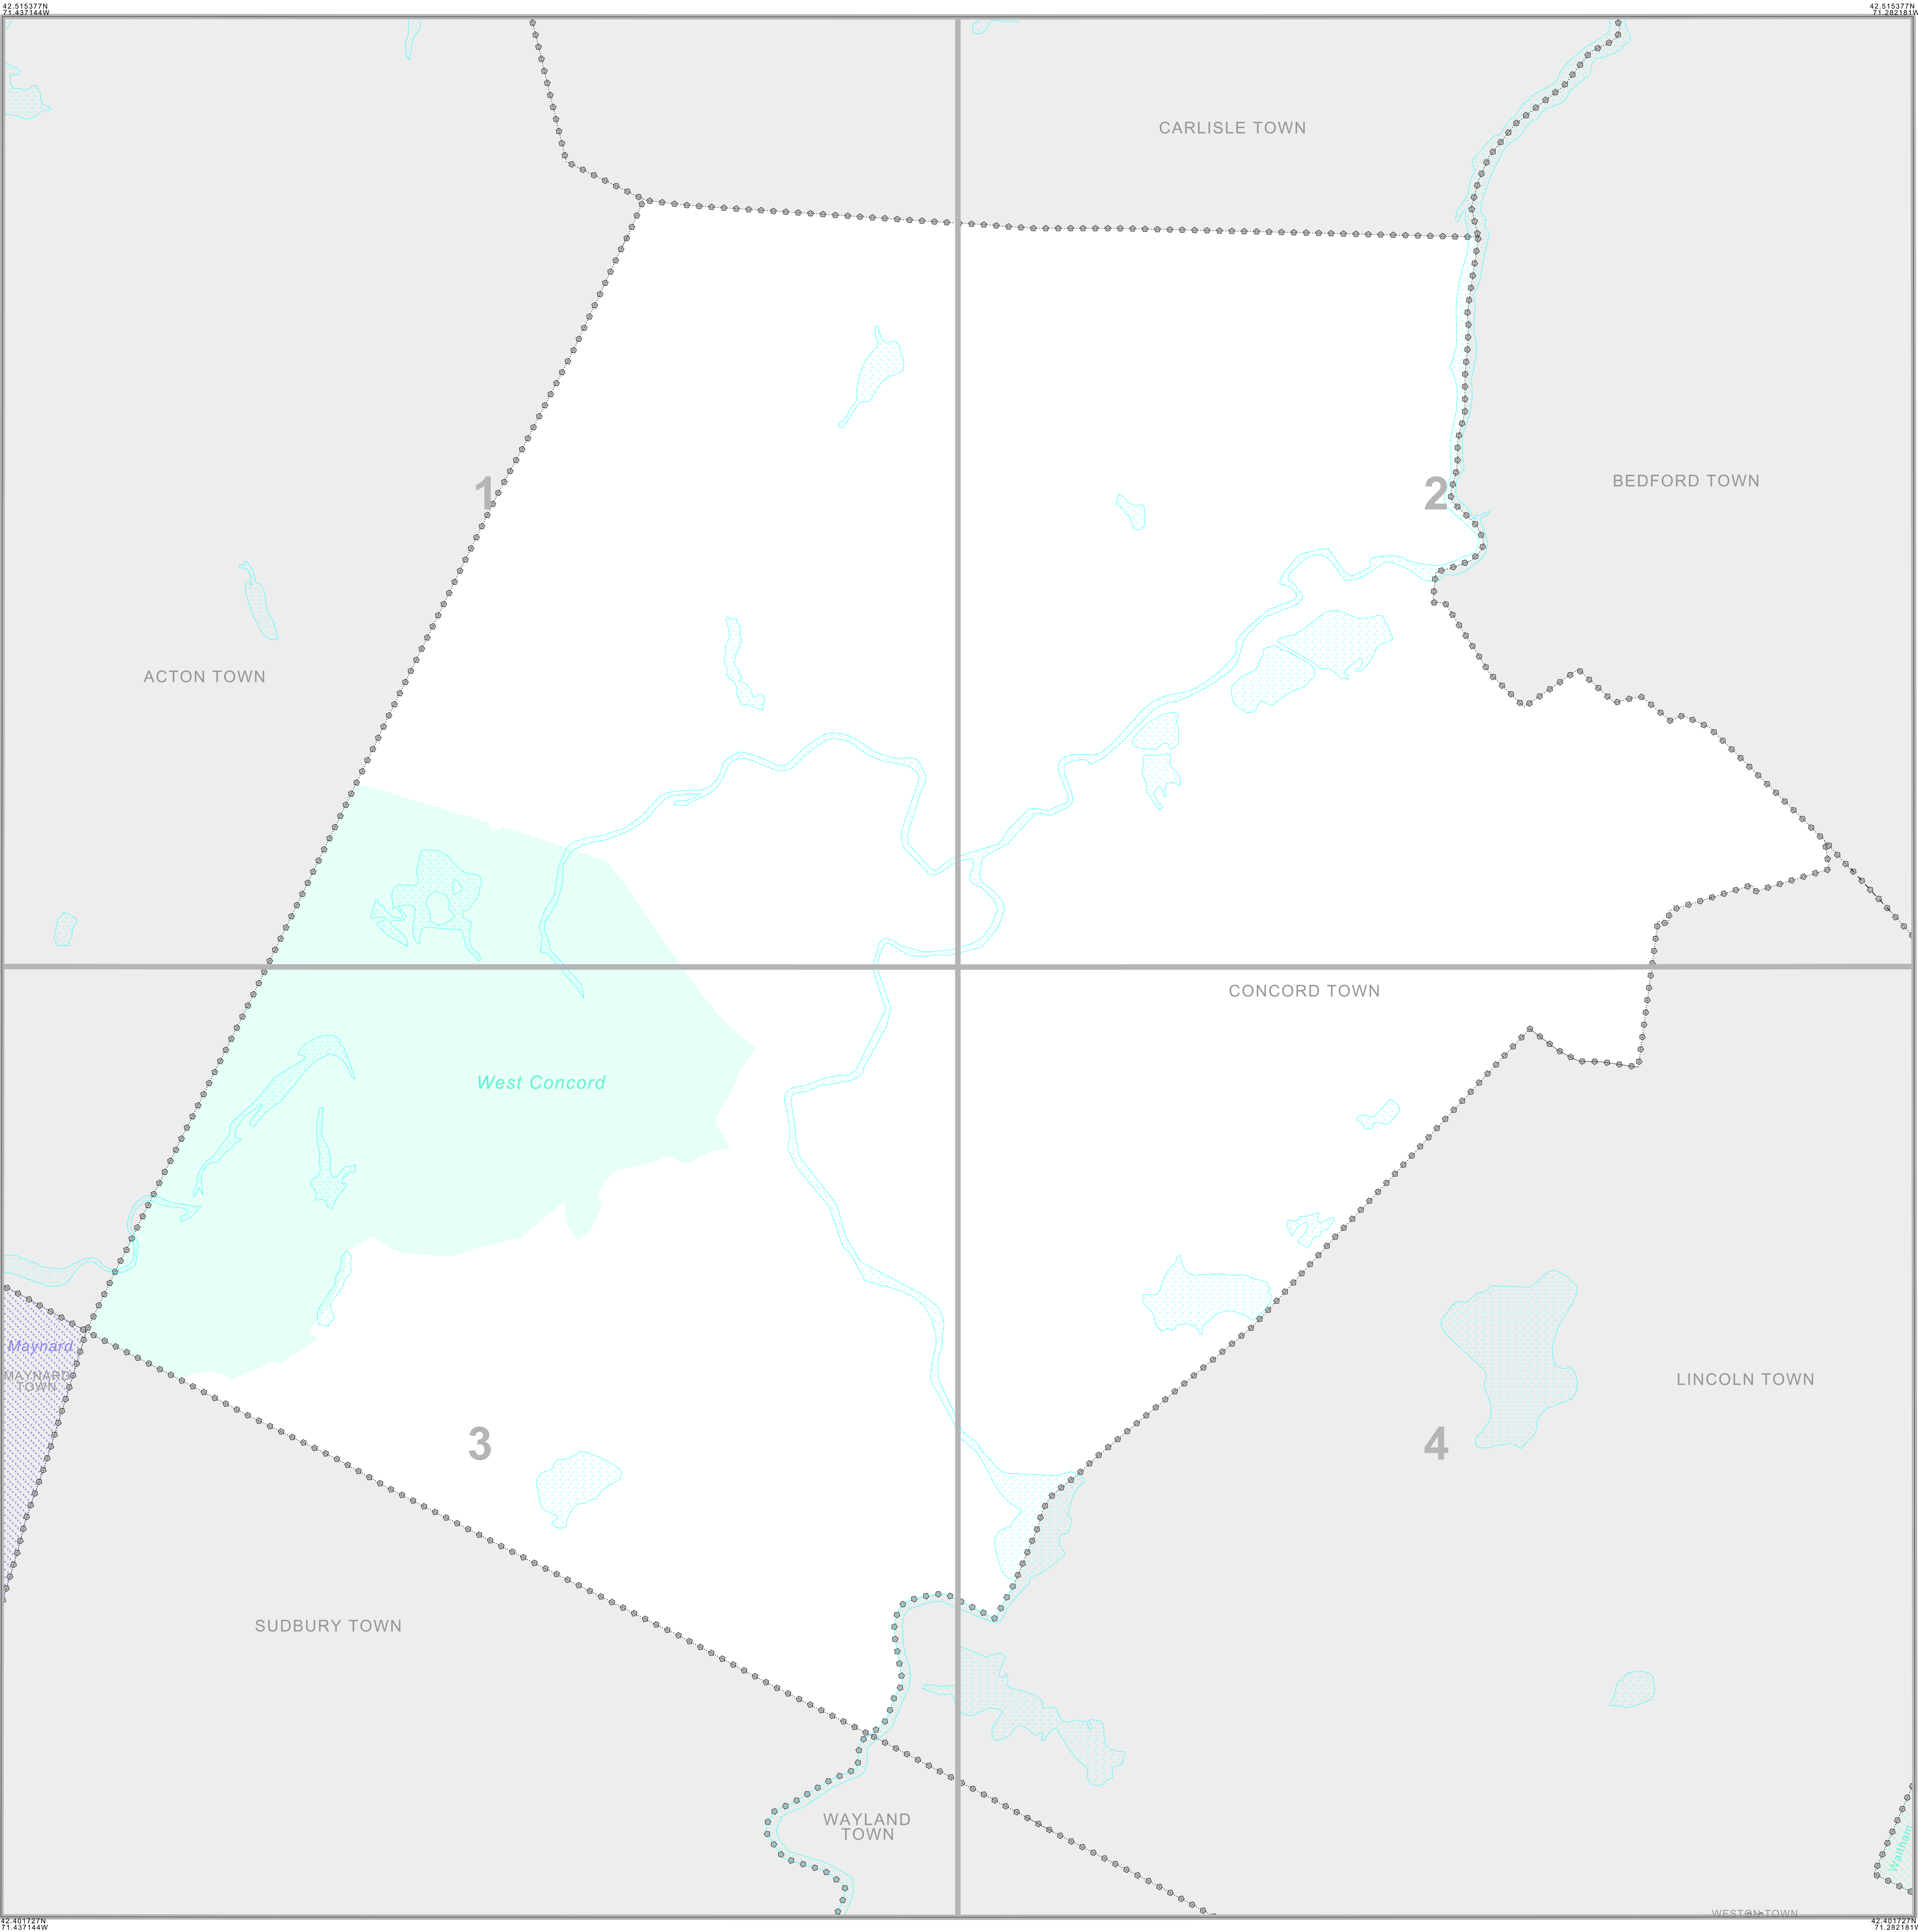 42.515377N
71.437144W
42.515377N
71.282181W
CARLISLE TOWN
BEDFORD TOWN
1
2
ACTON TOWN
CONCORD TOWN
West Concord
Maynard
MAYNARD
TOWN
LINCOLN TOWN
3
4
SUDBURY TOWN
WAYLAND
TOWN
Waltham
WESTON TOWN
42.401727N
71.437144W
42.401727N
71.282181W